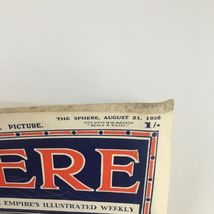 THE SPHERE, AUGUST 21, 1926
PICTURE.
1/-
ERE
EMPIRE'S ILLUSTRATED WEEKLY